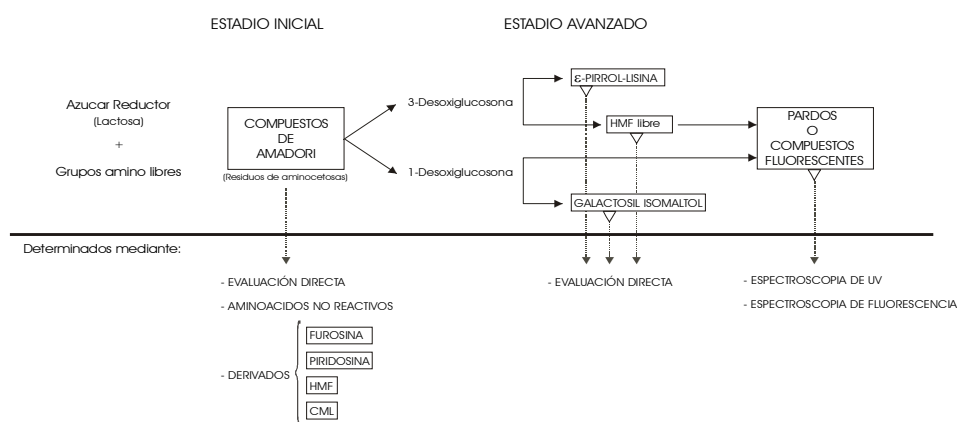 ESTADIO INICIAL
ESTADIO AVANZADO
Azucar Reductor
(Lactosa)
+
Grupos amino libres
COMPUESTOS
DE
AMADORI
(Residuos de aminocetosas)
3-Desoxiglucosona
1-Desoxiglucosona
ε-PIRROL-LISINA
HMF libre
GALACTOSIL ISOMALTOL
PARDOS
O
COMPUESTOS
FLUORESCENTES
Determinados mediante:
- EVALUACIÓN DIRECTA
- AMINOACIDOS NO REACTIVOS
- DERIVADOS
FUROSINA
PIRIDOSINA
HMF
CML
- EVALUACIÓN DIRECTA
- ESPECTROSCOPIA DE UV
- ESPECTROSCOPIA DE FLUORESCENCIA